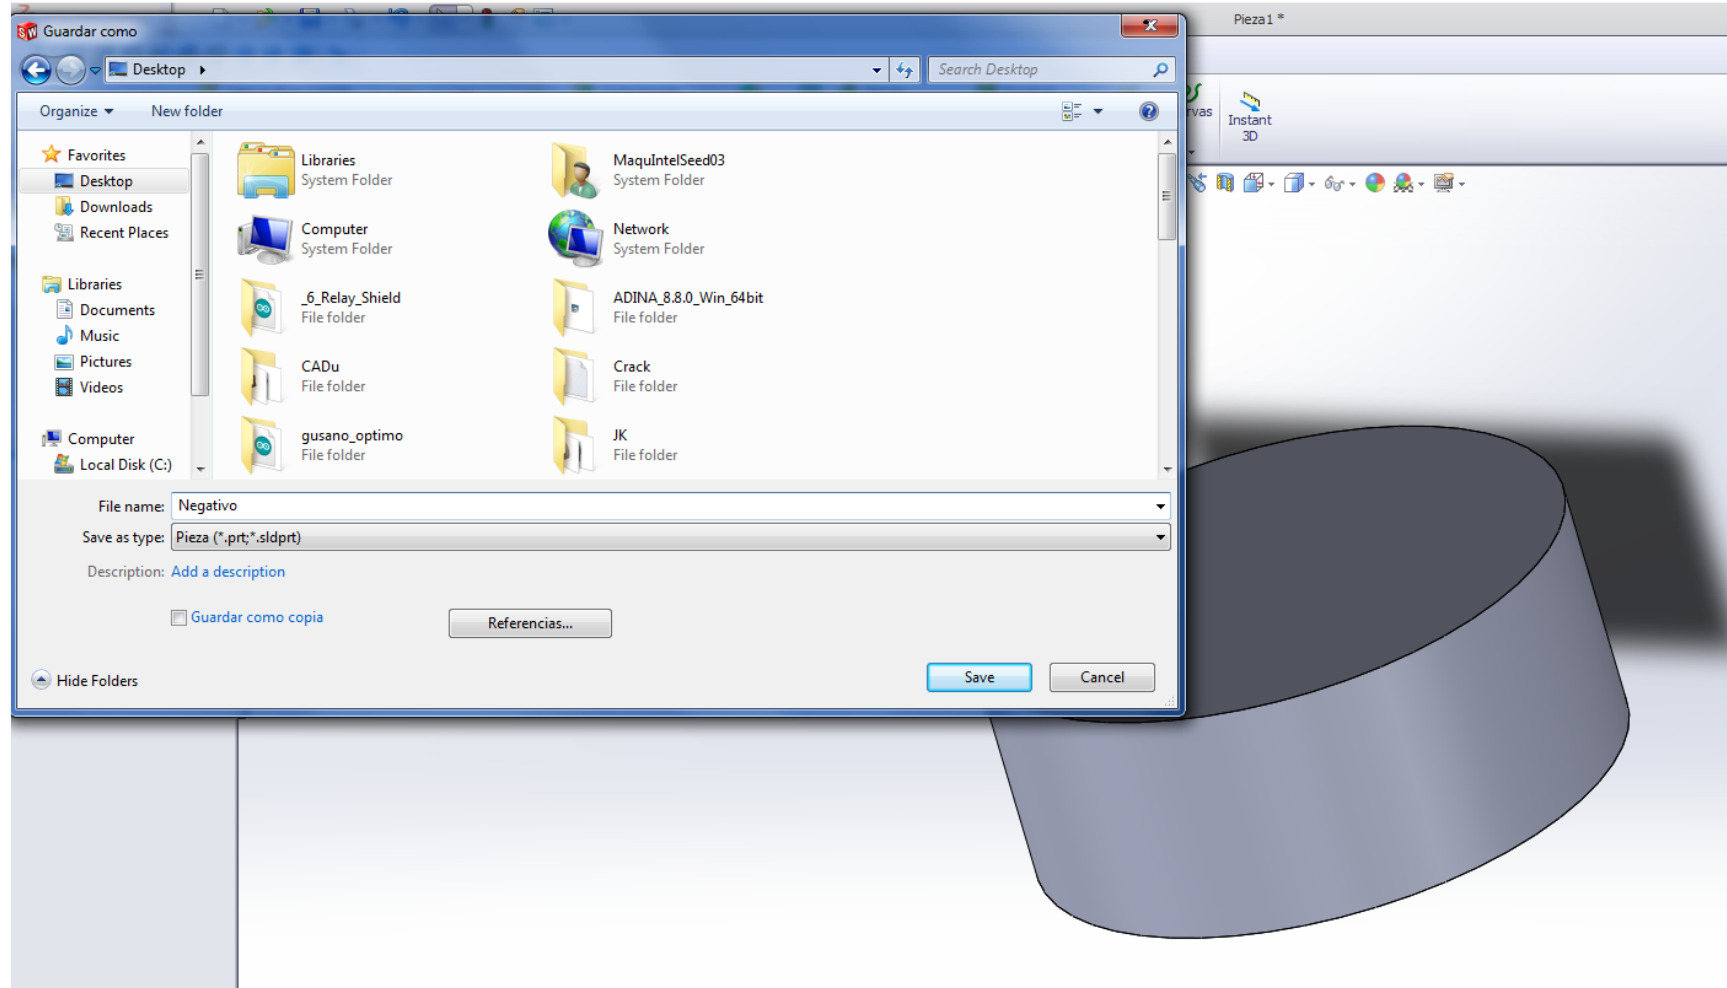 Guardar como
Pieza1 *
Desktop
Search Desktop
Organize
New folder
rvas
Instant
3D
Favorites
Desktop
Downloads
Recent Places
Libraries
Documents
Music
Pictures
Videos
Computer
Local Disk (C:)
Libraries
System Folder
MaquIntelSeed03
System Folder
Computer
System Folder
Network
System Folder
_6_Relay_Shield
File folder
ADINA_8.8.0_Win_64bit
File folder
CADu
File folder
Crack
File folder
gusano_optimo
File folder
JK
File folder
File name: Negativo
Save as type: Pieza (*.prt;*.sldprt)
Description: Add a description
Guardar como copia
Referencias...
Hide Folders
Save
Cancel